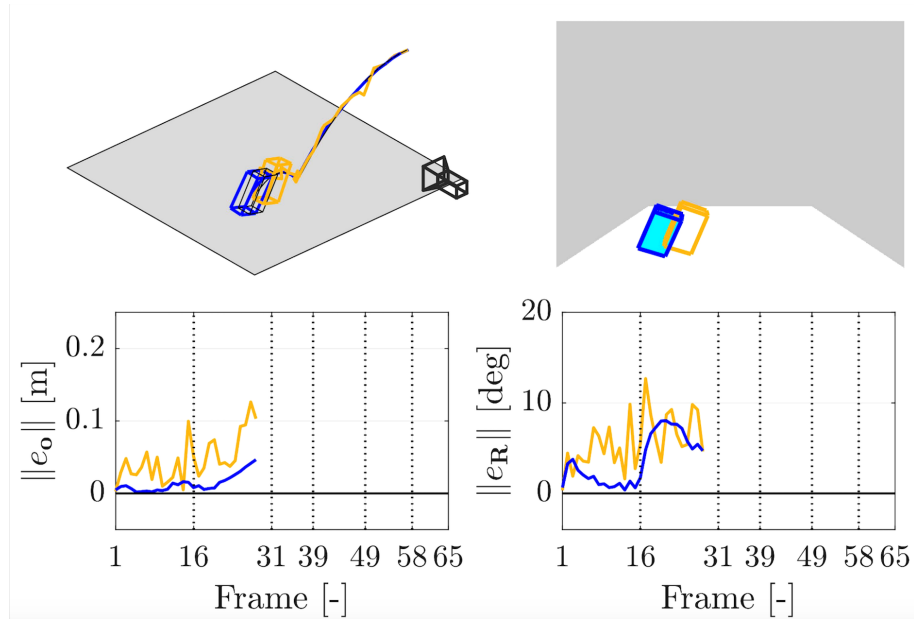 0.2
0.1
0
‖e_o‖ [m]
1 16 31 39 49 58 65
Frame [-]
20
10
0
‖e_R‖ [deg]
1 16 31 39 49 58 65
Frame [-]